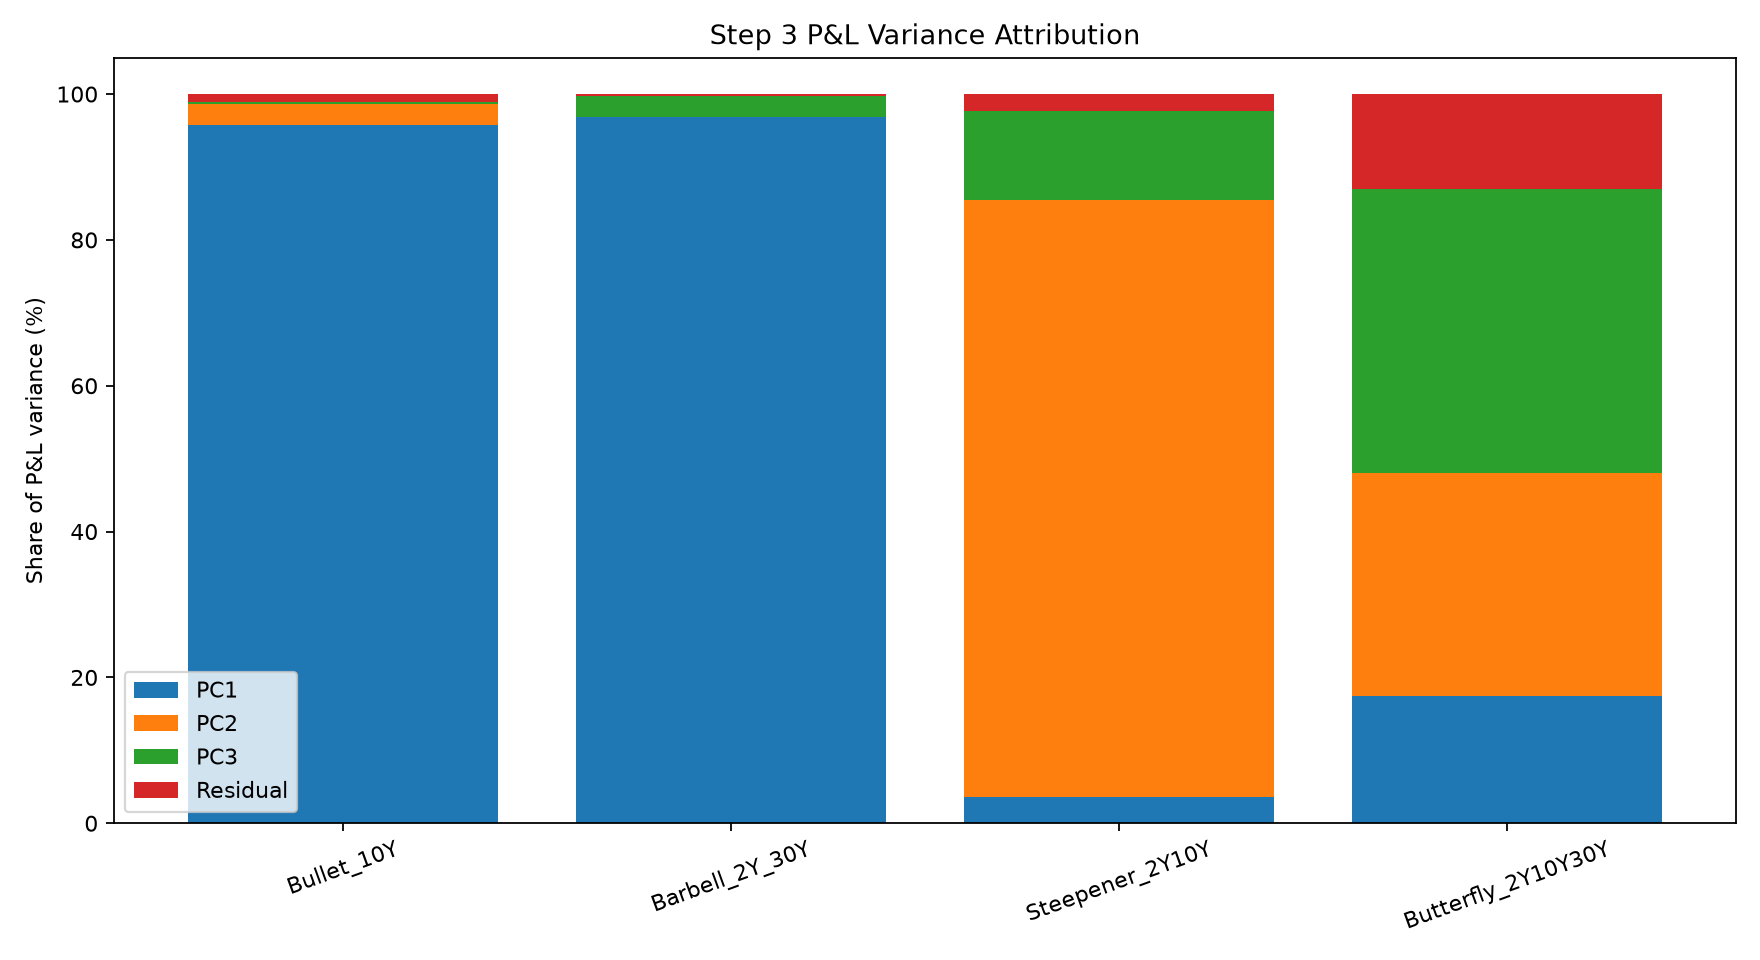 Step 3 P&L Variance Attribution
Share of P&L variance (%)
100
80
60
40
20
0
PC1
PC2
PC3
Residual
Bullet_10Y
Barbell_2Y_30Y
Steepener_2Y10Y
Butterfly_2Y10Y30Y